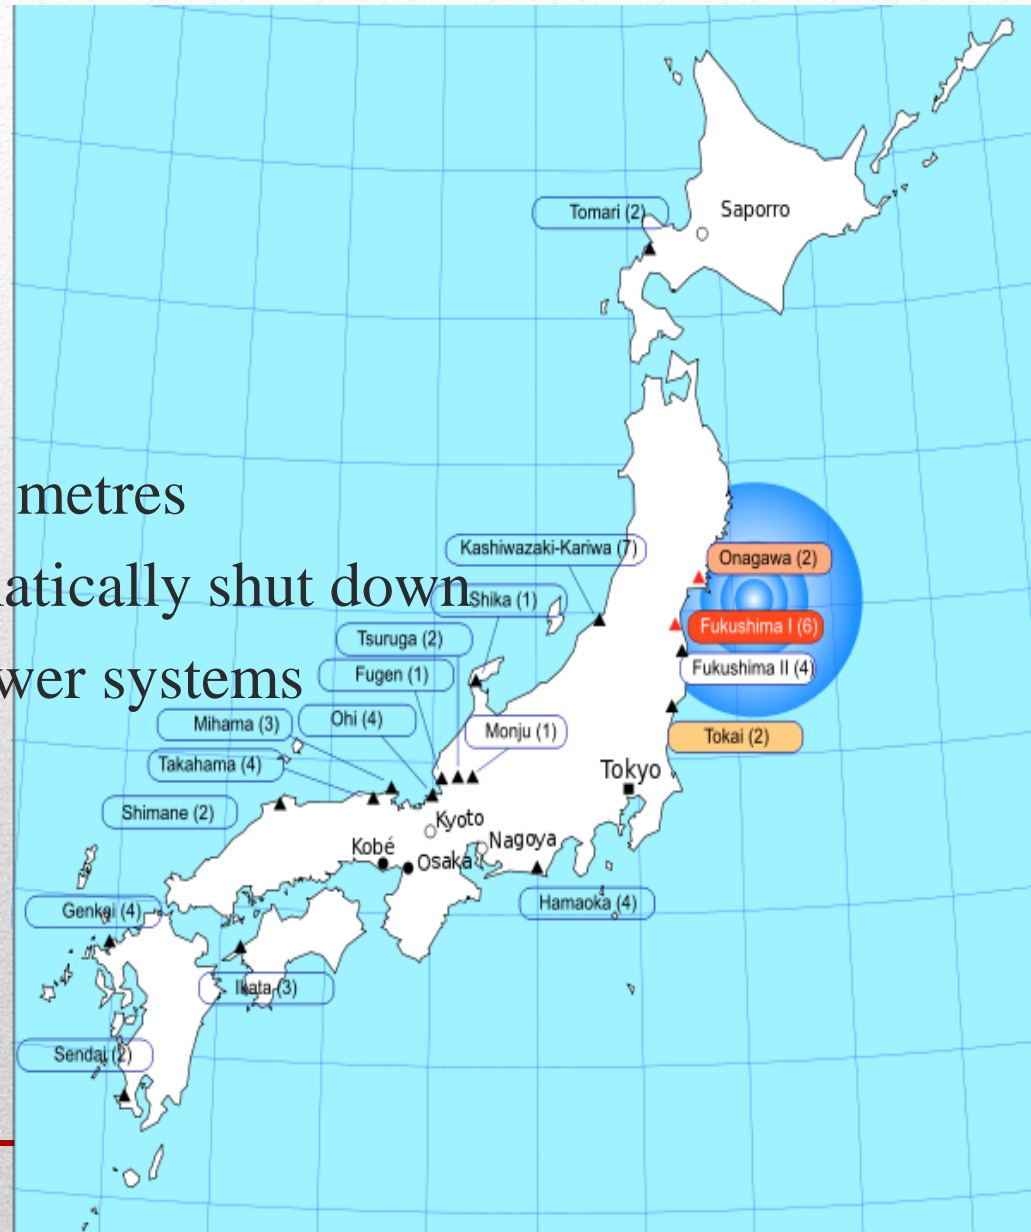 Saporro
Tomari (2)
metres
Kashiwazaki-Kariwa (7)
Onagawa (2)
atically shut down
Shika (1)
Fukushima I (6)
Tsuruga (2)
Fukushima II (4)
Fugen (1)
wer systems
Mihama (3)
Ohi (4)
Monju (1)
Tokai (2)
Takahama (4)
Tokyo
Shimane (2)
Kyoto
Nagoya
Kobé
Osaka
Hamaoka (4)
Genkai (4)
Ikata (3)
Sendai (2)